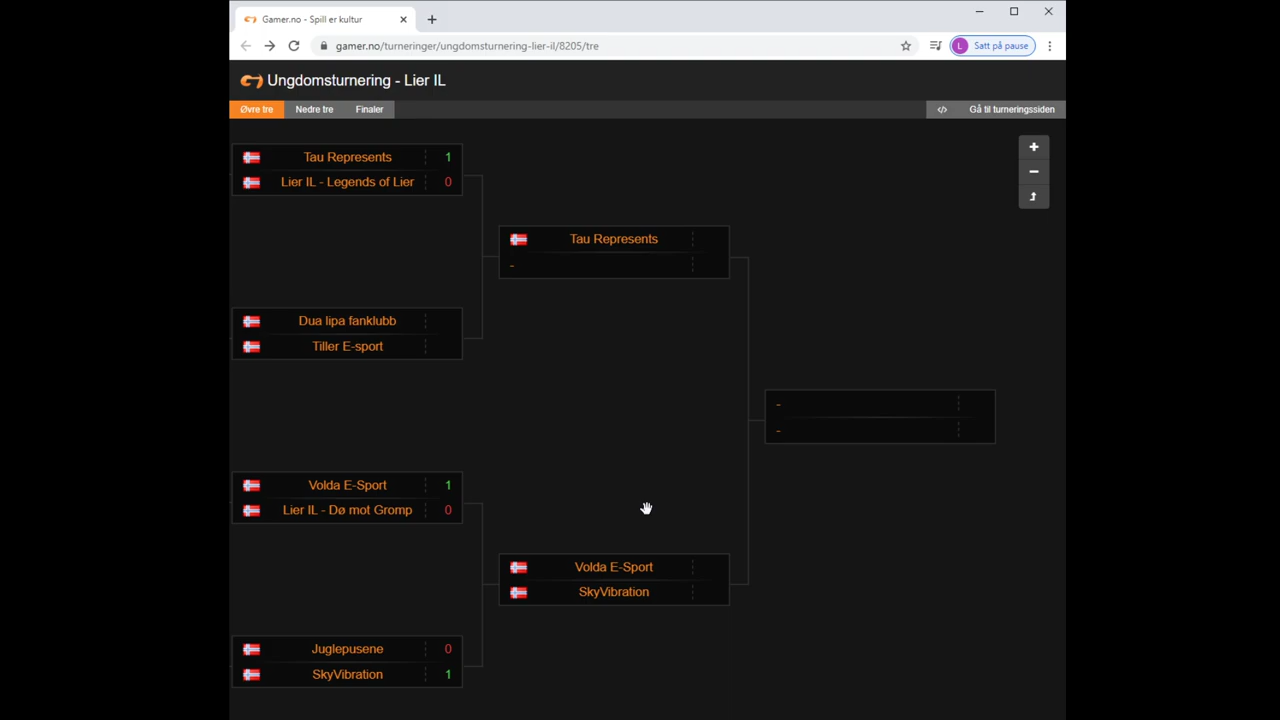 Gamer.no - Spill er kultur
gamer.no/turneringer/ungdomsturnering-lier-il/8205/tre
L Satt på pause
Ungdomsturnering - Lier IL
Øvre tre Nedre tre Finaler </> Gå til turneringssiden
Tau Represents 1
Lier IL - Legends of Lier 0
Tau Represents
-
Dua lipa fanklubb
Tiller E-sport
-
-
Volda E-Sport 1
Lier IL - Dø mot Gromp 0
Volda E-Sport
SkyVibration
Juglepusene 0
SkyVibration 1